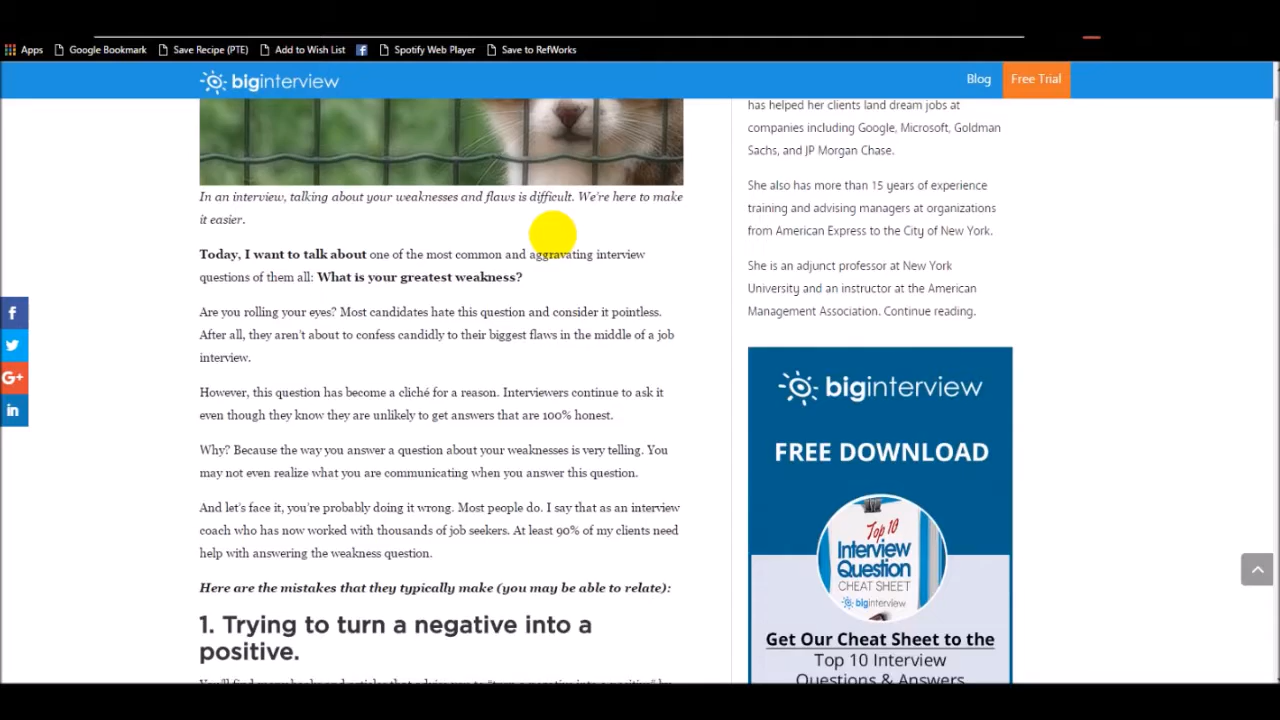 Apps Google Bookmark Save Recipe (PTE) Add to Wish List Spotify Web Player Save to RefWorks
biginterview
Blog Free Trial
In an interview, talking about your weaknesses and flaws is difficult. We're here to make
it easier.
Today, I want to talk about one of the most common and aggravating interview
questions of them all: What is your greatest weakness?
Are you rolling your eyes? Most candidates hate this question and consider it pointless.
After all, they aren't about to confess candidly to their biggest flaws in the middle of a job
interview.
However, this question has become a cliché for a reason. Interviewers continue to ask it
even though they know they are unlikely to get answers that are 100% honest.
Why? Because the way you answer a question about your weaknesses is very telling. You
may not even realize what you are communicating when you answer this question.
And let's face it, you're probably doing it wrong. Most people do. I say that as an interview
coach who has now worked with thousands of job seekers. At least 90% of my clients need
help with answering the weakness question.
Here are the mistakes that they typically make (you may be able to relate):
1. Trying to turn a negative into a
positive.
has helped her clients land dream jobs at
companies including Google, Microsoft, Goldman
Sachs, and JP Morgan Chase.
She also has more than 15 years of experience
training and advising managers at organizations
from American Express to the City of New York.
She is an adjunct professor at New York
University and an instructor at the American
Management Association. Continue reading.
biginterview
FREE DOWNLOAD
Top 10
Interview
Question
CHEAT SHEET
biginterview
Get Our Cheat Sheet to the
Top 10 Interview
Questions & Answers
f
G+
in